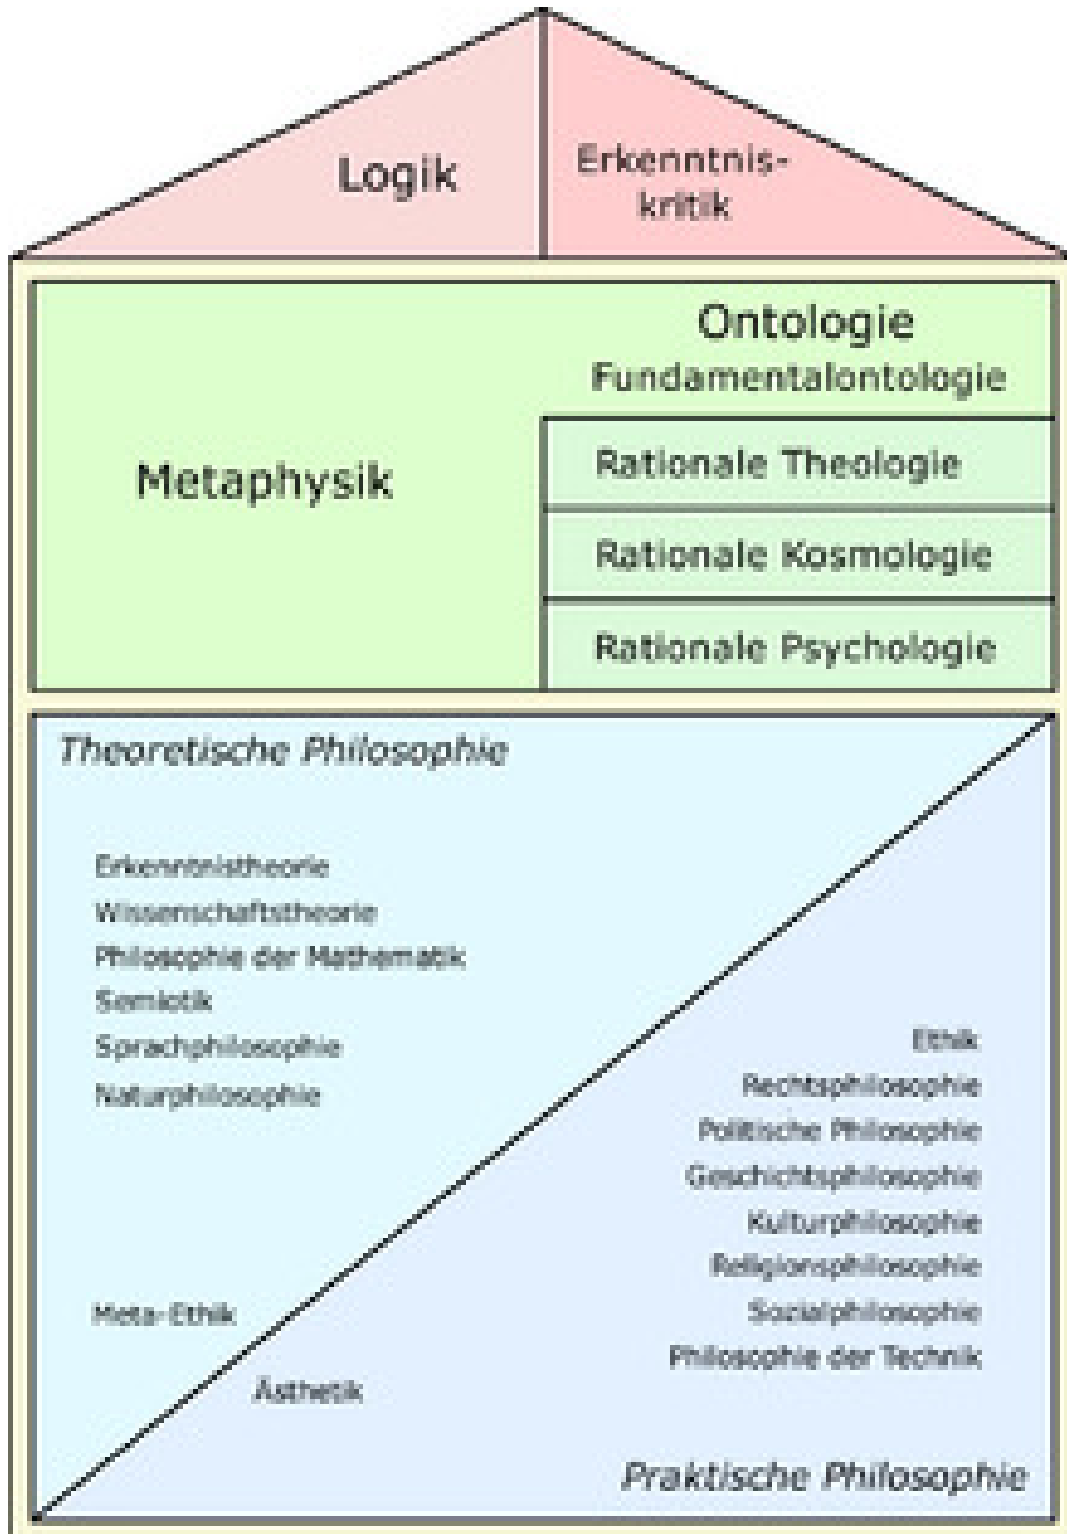 Logik
Erkenntnis-
kritik
Ontologie
Fundamentalontologie
Metaphysik
Rationale Theologie
Rationale Kosmologie
Rationale Psychologie
Theoretische Philosophie
Erkenntnistheorie
Wissenschaftstheorie
Philosophie der Mathematik
Semiotik
Sprachphilosophie
Naturphilosophie
Meta-Ethik
Ästhetik
Ethik
Rechtsphilosophie
Politische Philosophie
Geschichtsphilosophie
Kulturphilosophie
Religionsphilosophie
Sozialphilosophie
Philosophie der Technik
Praktische Philosophie